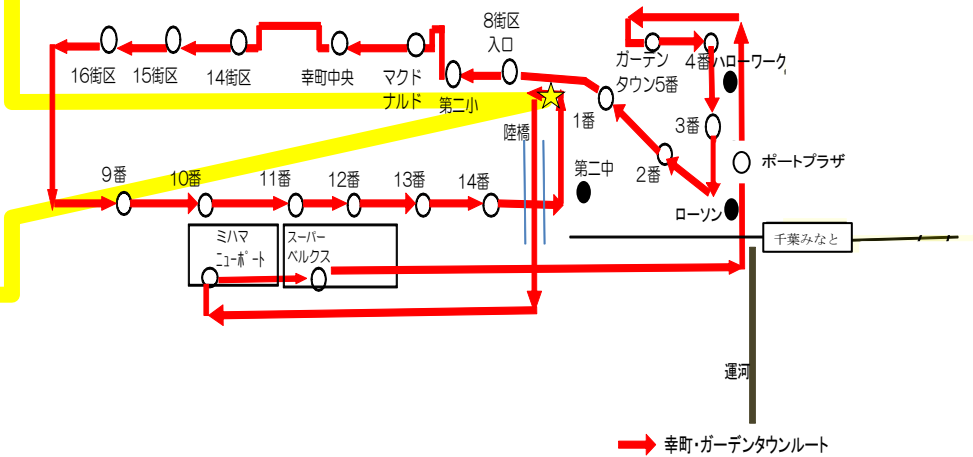 8街区
入口
16街区
15街区
14街区
幸町中央
マクド
ナルド
第二小
ガーデン
タウン5番
4番
ハローワーク
1番
陸橋
3番
2番
ポートプラザ
第二中
ローソン
9番
10番
11番
12番
13番
14番
ミハマ
ニューポート
スーパー
ベルクス
千葉みなと
運河
幸町・ガーデンタウンルート